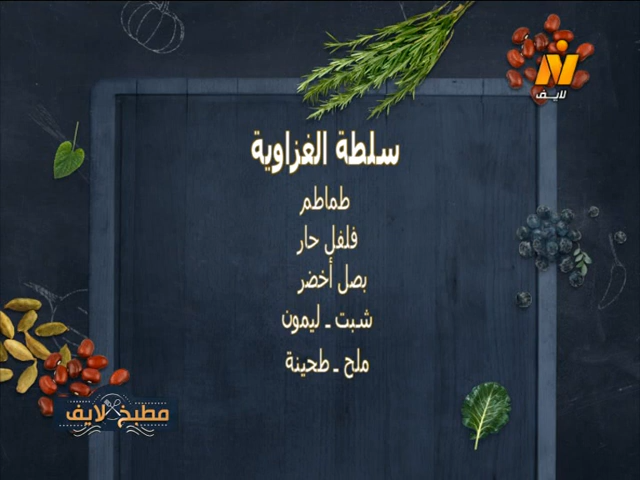 لايف
سلطة الغزاوية
طماطم
فلفل حار
بصل أخضر
شبت - ليمون
ملح - طحينة
مطبخ لايف